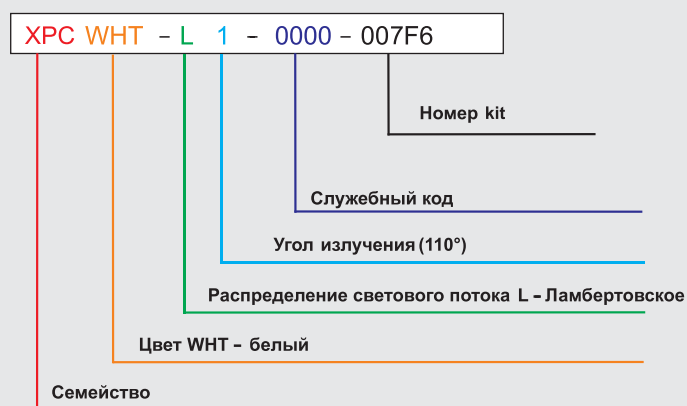 XPC WHT - L 1 - 0000 - 007F6
Номер kit
Служебный код
Угол излучения (110°)
Распределение светового потока L - Ламбертовское
Цвет WHT - белый
Семейство